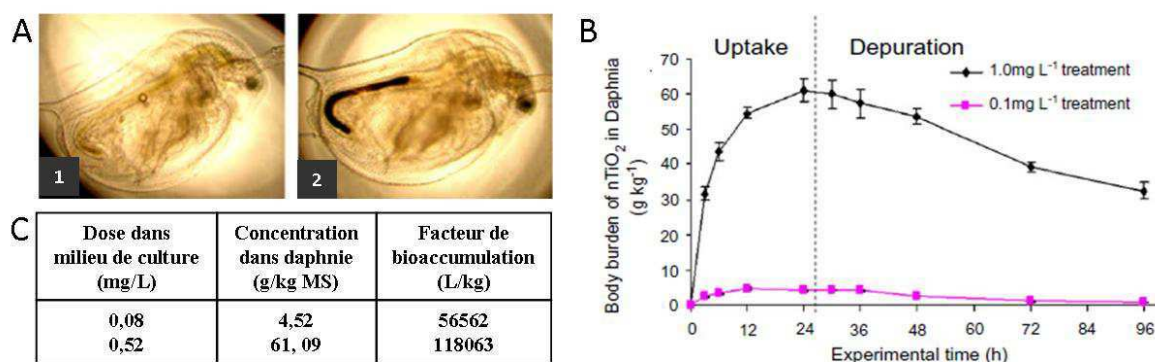 A
1
2
B
Uptake
Depuration
1.0mg L⁻¹ treatment
0.1mg L⁻¹ treatment
Body burden of nTiO₂ in Daphnia
(g kg⁻¹)
70
60
50
40
30
20
10
0
0 12 24 36 48 60 72 84 96
Experimental time (h)
C
Dose dans
milieu de culture
(mg/L)
Concentration
dans daphnie
(g/kg MS)
Facteur de
bioaccumulation
(L/kg)
0,08 4,52 56562
0,52 61, 09 118063